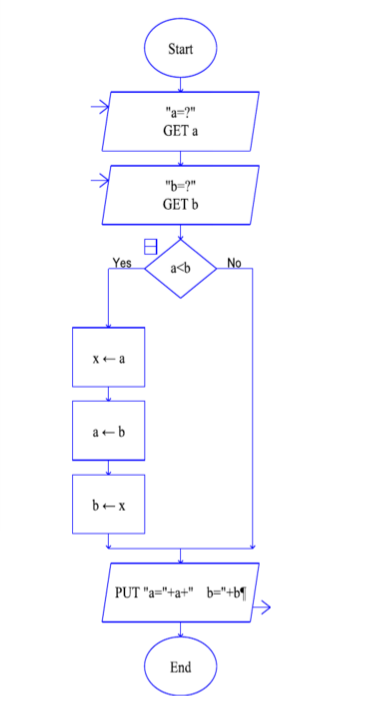 Start
"a=?"
GET a
"b=?"
GET b
Yes
a<b
No
x ← a
a ← b
b ← x
PUT "a="+a+"   b="+b¶
End